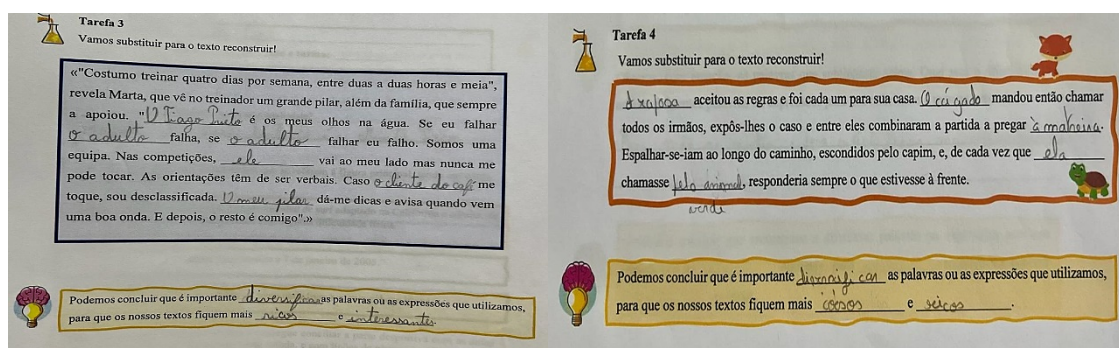 Tarefa 3
Vamos substituir para o texto reconstruir!
«"Costumo treinar quatro dias por semana, entre duas a duas horas e meia",
revela Marta, que vê no treinador um grande pilar, além da família, que sempre
a apoiou. "O Tiago Prieto é os meus olhos na água. Se eu falhar
o adulto falha, se o adulto falhar eu falho. Somos uma
equipa. Nas competições, ele vai ao meu lado mas nunca me
pode tocar. As orientações têm de ser verbais. Caso o cliente do café me
toque, sou desclassificada. O meu pilar dá-me dicas e avisa quando vem
uma boa onda. E depois, o resto é comigo".»
Podemos concluir que é importante diversificar as palavras ou as expressões que utilizamos,
para que os nossos textos fiquem mais ricos e interessantes.
Tarefa 4
Vamos substituir para o texto reconstruir!
A raposa aceitou as regras e foi cada um para sua casa. O cágado mandou então chamar
todos os irmãos, expôs-lhes o caso e entre eles combinaram a partida a pregar à matreira.
Espalhar-se-iam ao longo do caminho, escondidos pelo capim, e, de cada vez que ela
chamasse pelo animal, responderia sempre o que estivesse à frente.
verde
Podemos concluir que é importante as palavras ou as expressões que utilizamos,
para que os nossos textos fiquem mais e .